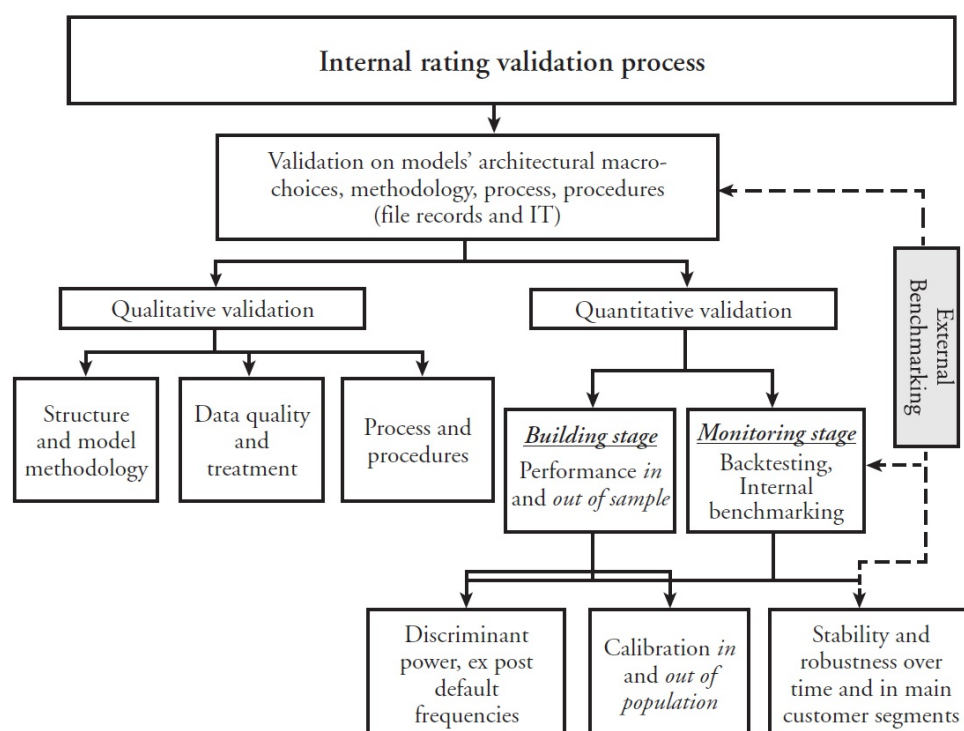 Internal rating validation process
Validation on models’ architectural macro-
choices, methodology, process, procedures
(file records and IT)
External
Benchmarking
Qualitative validation
Quantitative validation
Structure
and model
methodology
Data quality
and
treatment
Process and
procedures
Building stage
Performance in
and out of sample
Monitoring stage
Backtesting,
Internal
benchmarking
Discriminant
power, ex post
default
frequencies
Calibration in
and out of
population
Stability and
robustness over
time and in main
customer segments